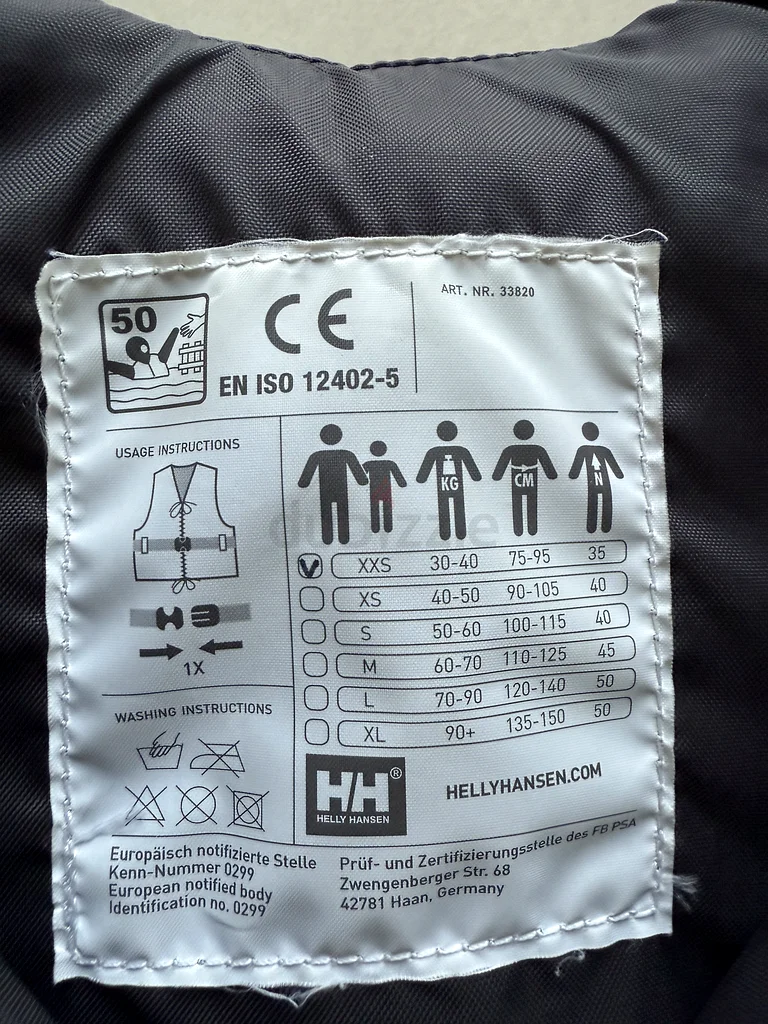 50
CE
EN ISO 12402-5
ART. NR. 33820
USAGE INSTRUCTIONS
1X
WASHING INSTRUCTIONS
KG CM N
XXS 30-40 75-95 35
XS 40-50 90-105 40
S 50-60 100-115 40
M 60-70 110-125 45
L 70-90 120-140 50
XL 90+ 135-150 50
H/H®
HELLY HANSEN
HELLYHANSEN.COM
Europäisch notifizierte Stelle
Kenn-Nummer 0299
European notified body
Identification no. 0299
Prüf- und Zertifizierungsstelle des FB PSA
Zwengenberger Str. 68
42781 Haan, Germany
dubizzle